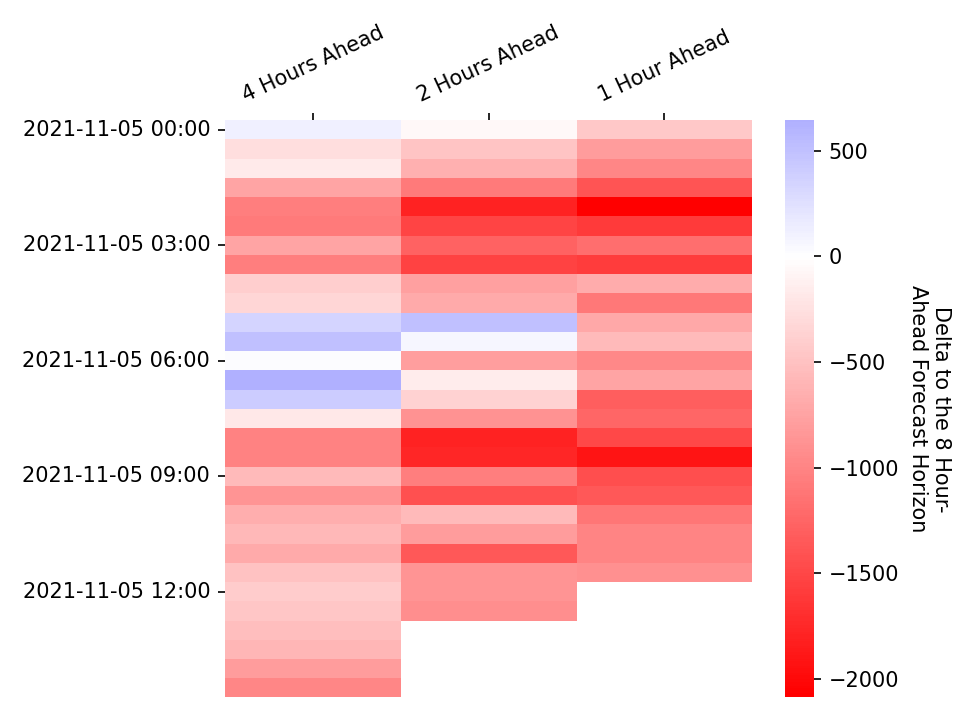 4 Hours Ahead
2 Hours Ahead
1 Hour Ahead
2021-11-05 00:00
2021-11-05 03:00
2021-11-05 06:00
2021-11-05 09:00
2021-11-05 12:00
500
0
−500
−1000
−1500
−2000
Delta to the 8 Hour-
Ahead Forecast Horizon